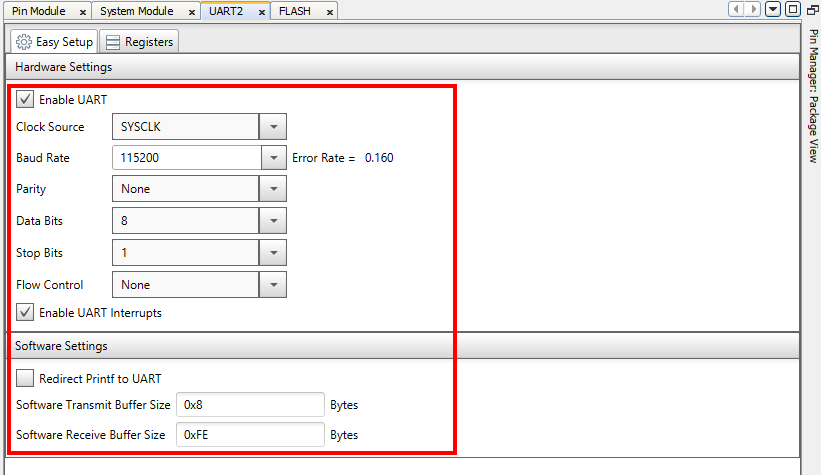 Pin Module x System Module x UART2 x FLASH x
Pin Manager: Package View
Easy Setup Registers
Hardware Settings
Enable UART
Clock Source SYSCLK
Baud Rate 115200 Error Rate = 0.160
Parity None
Data Bits 8
Stop Bits 1
Flow Control None
Enable UART Interrupts
Software Settings
Redirect Printf to UART
Software Transmit Buffer Size 0x8 Bytes
Software Receive Buffer Size 0xFE Bytes